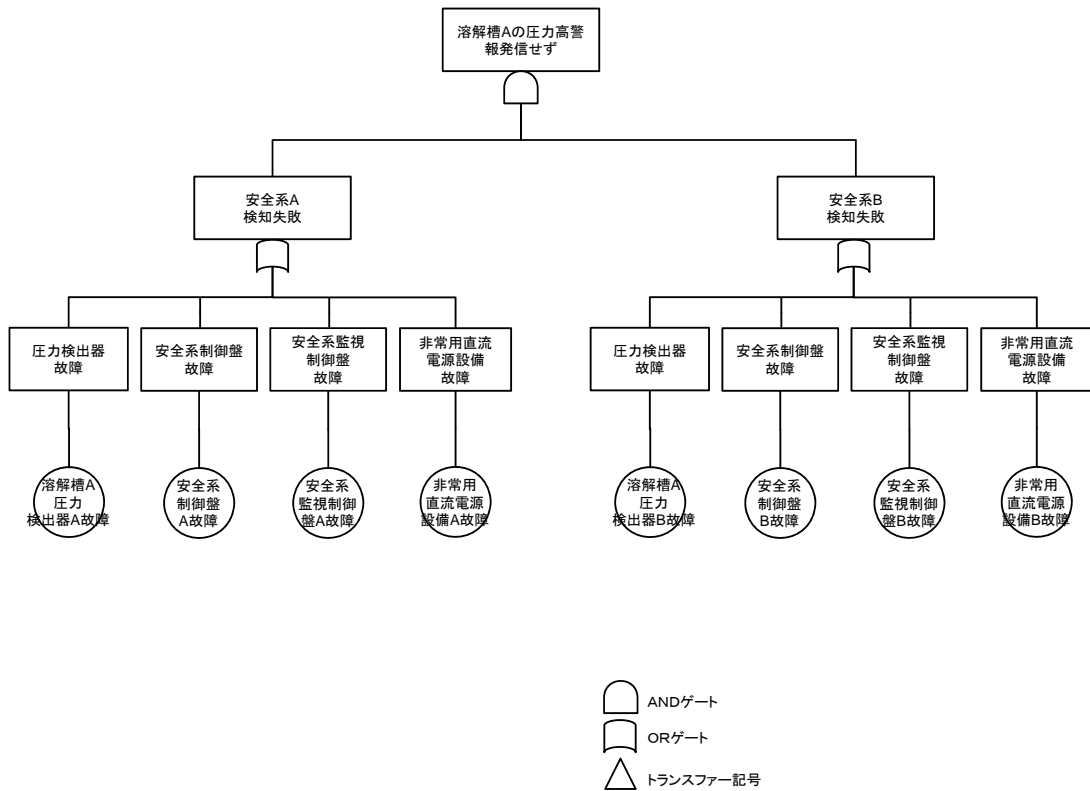 溶解槽Aの圧力高警
報発信せず
安全系A
検知失敗
安全系B
検知失敗
圧力検出器
故障
安全系制御盤
故障
安全系監視
制御盤
故障
非常用直流
電源設備
故障
圧力検出器
故障
安全系制御盤
故障
安全系監視
制御盤
故障
非常用直流
電源設備
故障
溶解槽A
圧力
検出器A故障
安全系
制御盤
A故障
安全系
監視制御
盤A故障
非常用
直流電源
設備A故障
溶解槽A
圧力
検出器B故障
安全系
制御盤
B故障
安全系
監視制御
盤B故障
非常用
直流電源
設備B故障
ANDゲート
ORゲート
トランスファー記号